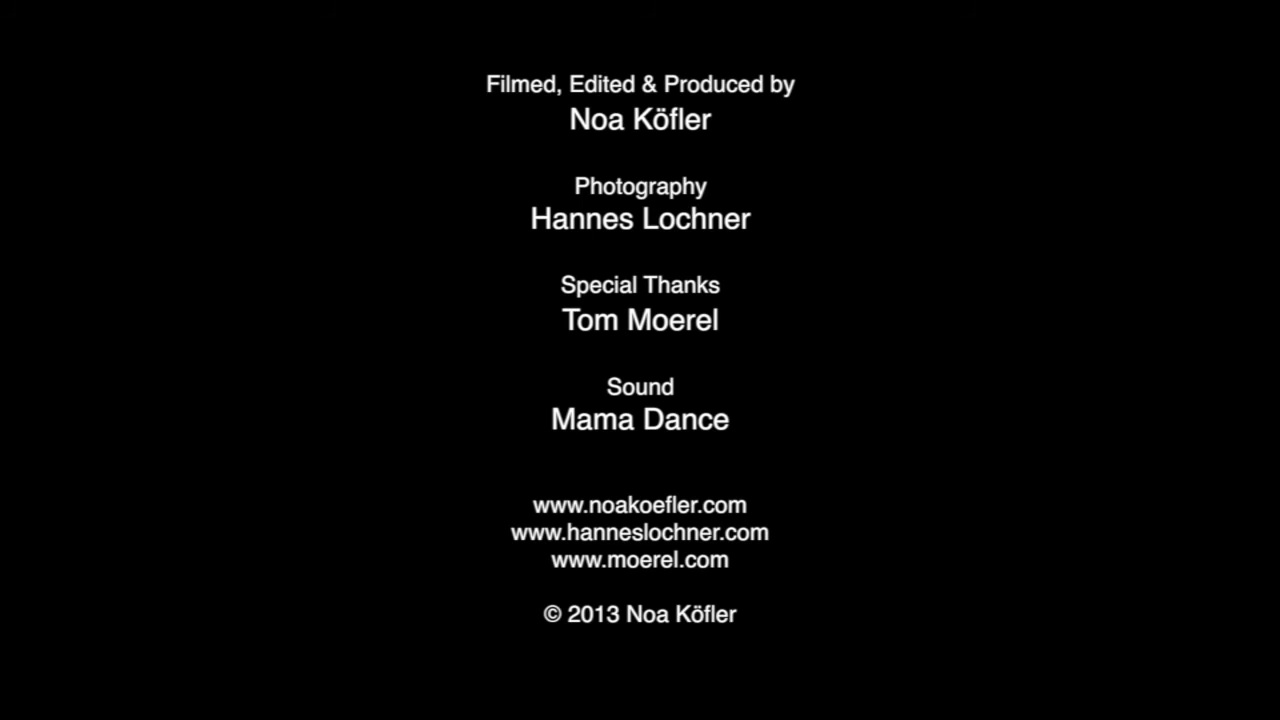 Filmed, Edited & Produced by
Noa Köfler
Photography
Hannes Lochner
Special Thanks
Tom Moerel
Sound
Mama Dance
www.noakoefler.com
www.hanneslochner.com
www.moerel.com
© 2013 Noa Köfler